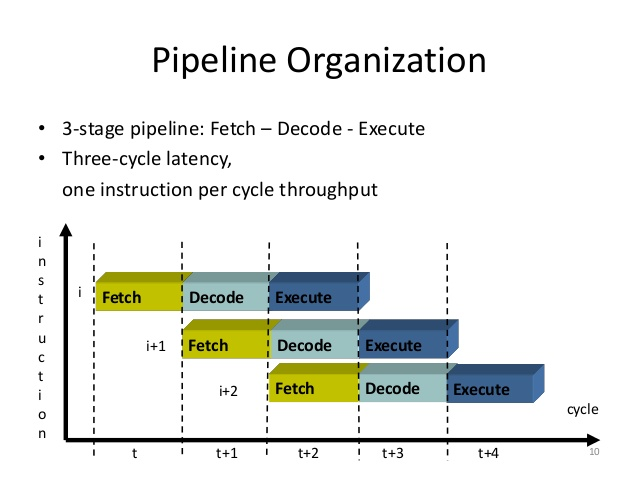 Pipeline Organization
• 3-stage pipeline: Fetch – Decode - Execute
• Three-cycle latency,
one instruction per cycle throughput
instruction
i Fetch Decode Execute
i+1 Fetch Decode Execute
i+2 Fetch Decode Execute
cycle
t t+1 t+2 t+3 t+4
10